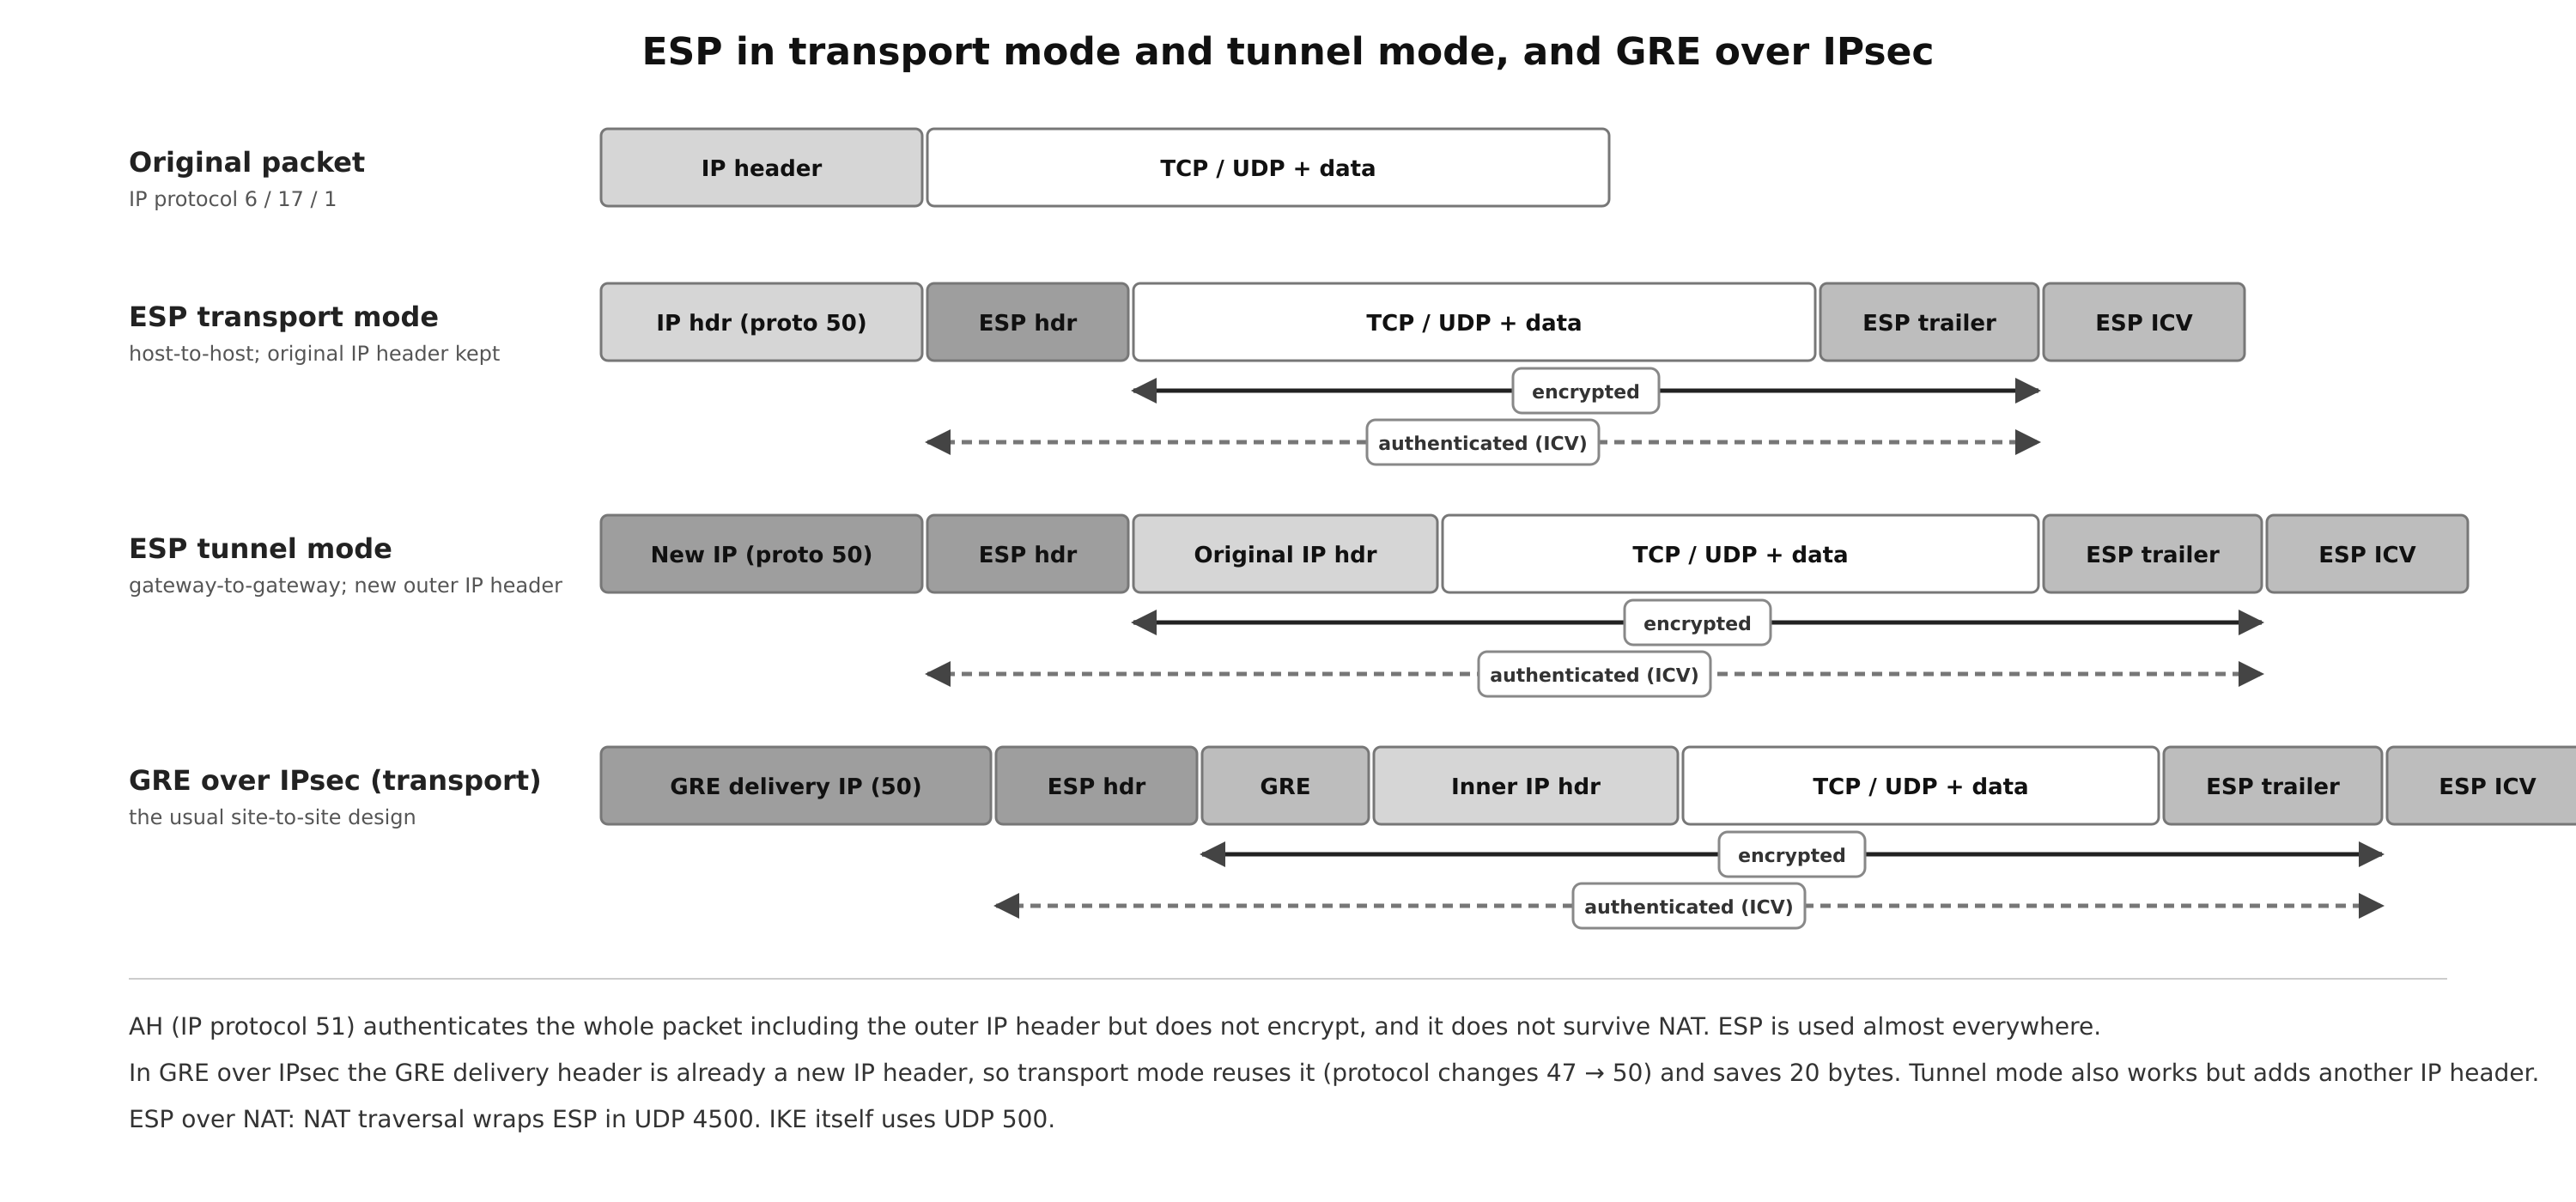 ESP in transport mode and tunnel mode, and GRE over IPsec
Original packet
IP protocol 6 / 17 / 1
IP header
TCP / UDP + data
ESP transport mode
host-to-host; original IP header kept
IP hdr (proto 50)
ESP hdr
TCP / UDP + data
ESP trailer
ESP ICV
encrypted
authenticated (ICV)
ESP tunnel mode
gateway-to-gateway; new outer IP header
New IP (proto 50)
ESP hdr
Original IP hdr
TCP / UDP + data
ESP trailer
ESP ICV
encrypted
authenticated (ICV)
GRE over IPsec (transport)
the usual site-to-site design
GRE delivery IP (50)
ESP hdr
GRE
Inner IP hdr
TCP / UDP + data
ESP trailer
ESP ICV
encrypted
authenticated (ICV)
AH (IP protocol 51) authenticates the whole packet including the outer IP header but does not encrypt, and it does not survive NAT. ESP is used almost everywhere.
In GRE over IPsec the GRE delivery header is already a new IP header, so transport mode reuses it (protocol changes 47 → 50) and saves 20 bytes. Tunnel mode also works but adds another IP header.
ESP over NAT: NAT traversal wraps ESP in UDP 4500. IKE itself uses UDP 500.